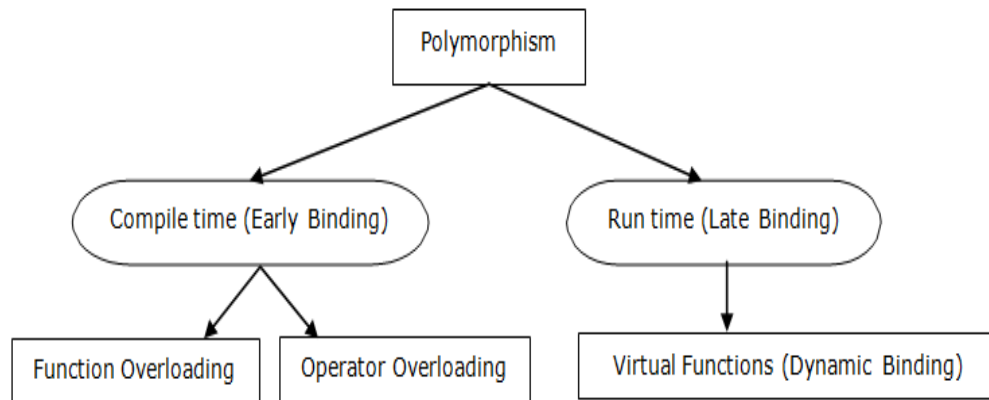 Polymorphism
Compile time (Early Binding)
Run time (Late Binding)
Function Overloading
Operator Overloading
Virtual Functions (Dynamic Binding)